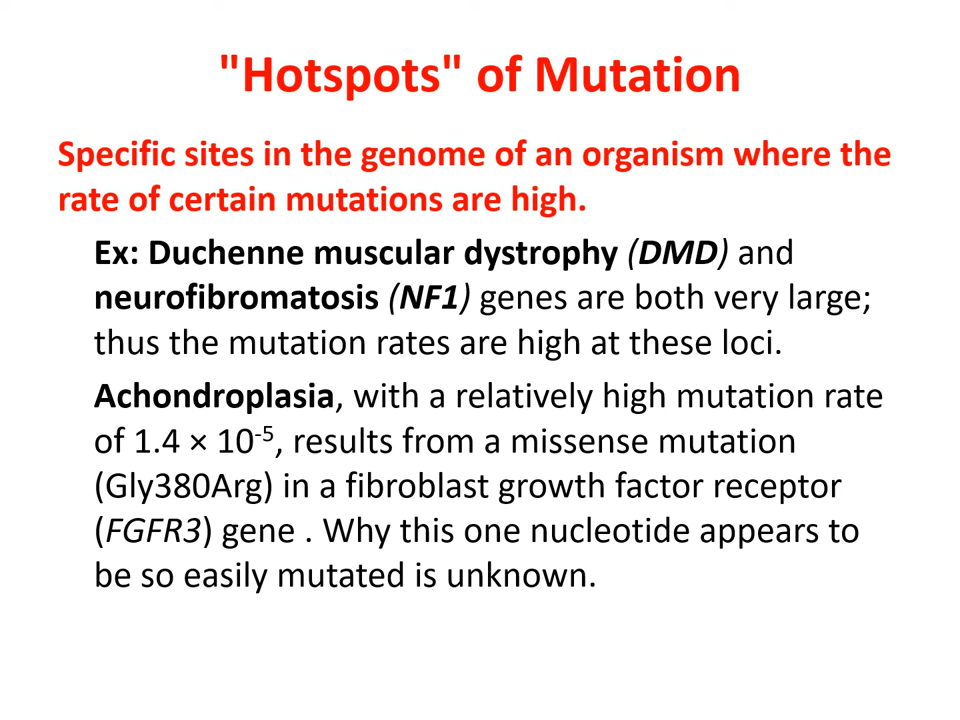 "Hotspots" of Mutation
Specific sites in the genome of an organism where the
rate of certain mutations are high.
Ex: Duchenne muscular dystrophy (DMD) and
neurofibromatosis (NF1) genes are both very large;
thus the mutation rates are high at these loci.
Achondroplasia, with a relatively high mutation rate
of 1.4 × 10⁻⁵, results from a missense mutation
(Gly380Arg) in a fibroblast growth factor receptor
(FGFR3) gene . Why this one nucleotide appears to
be so easily mutated is unknown.